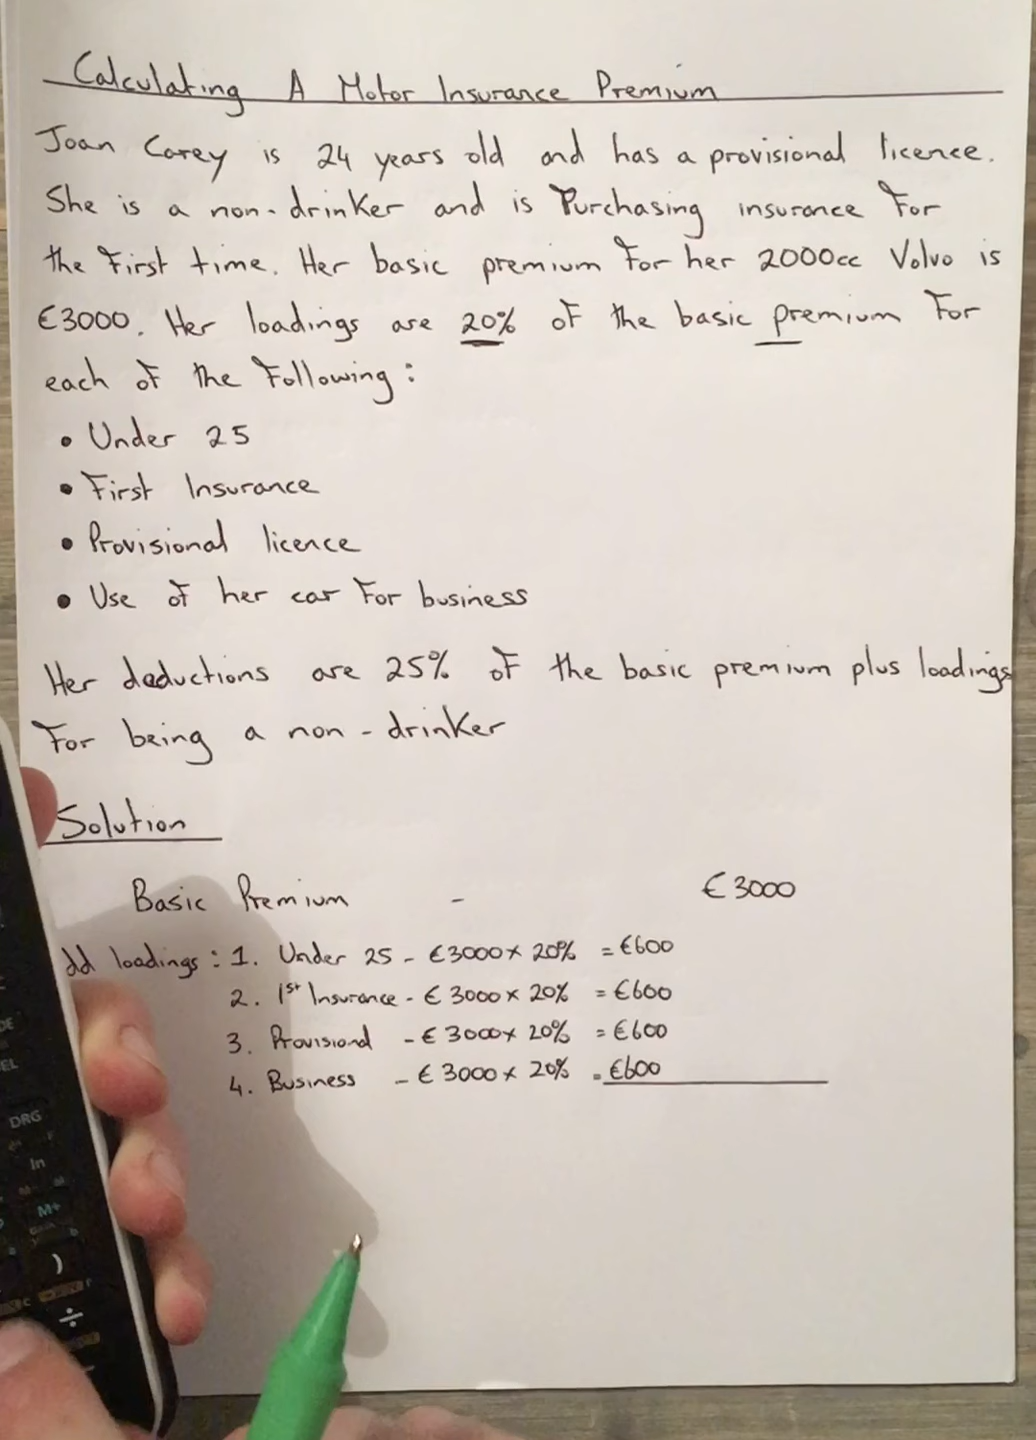 Calculating A Motor Insurance Premium
Joan Carey is 24 years old and has a provisional licence.
She is a non-drinker and is Purchasing insurance For
the First time. Her basic premium For her 2000cc Volvo is
€3000. Her loadings are 20% of the basic premium For
each of the Following:
• Under 25
• First Insurance
• Provisional licence
• Use of her car For business
Her deductions are 25% of the basic premium plus loadings
For being a non-drinker
Solution
Basic Premium - €3000
dd loadings: 1. Under 25 - €3000 x 20% = €600
2. 1st Insurance - €3000 x 20% = €600
3. Provisional - €3000 x 20% = €600
4. Business - €3000 x 20% = €600
DRG
ln
M+
)
÷